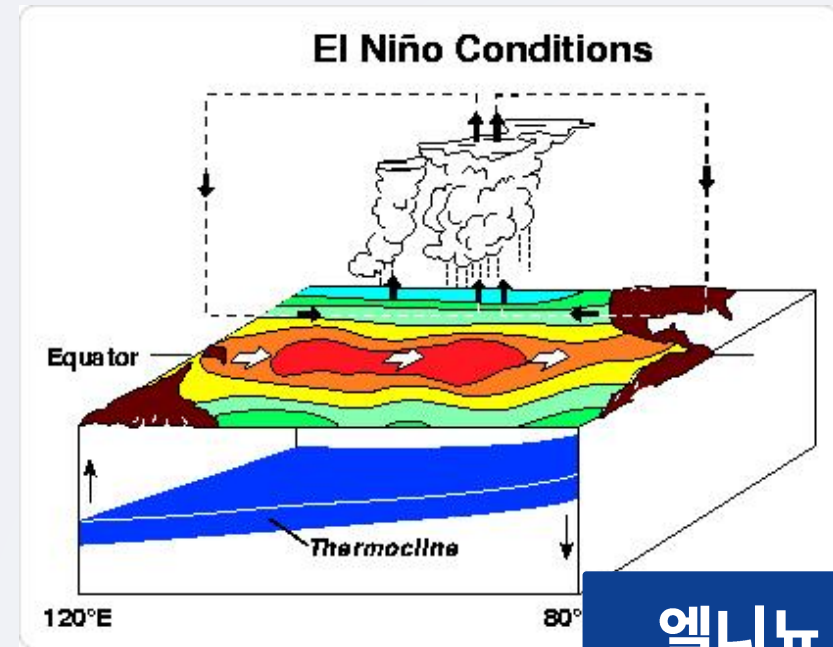 El Niño Conditions
Equator
Thermocline
120°E
80°
엘니뇨